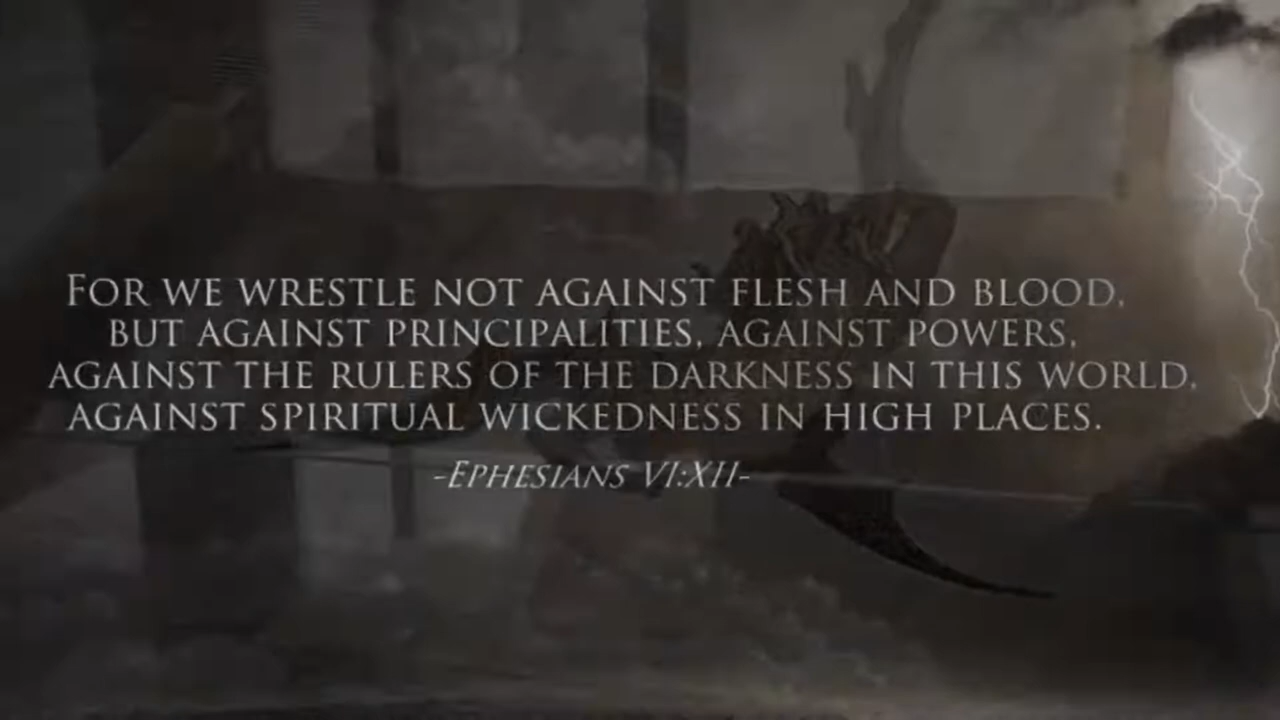 For we wrestle not against flesh and blood,
but against principalities, against powers,
against the rulers of the darkness in this world,
against spiritual wickedness in high places.
-Ephesians VI:XII-